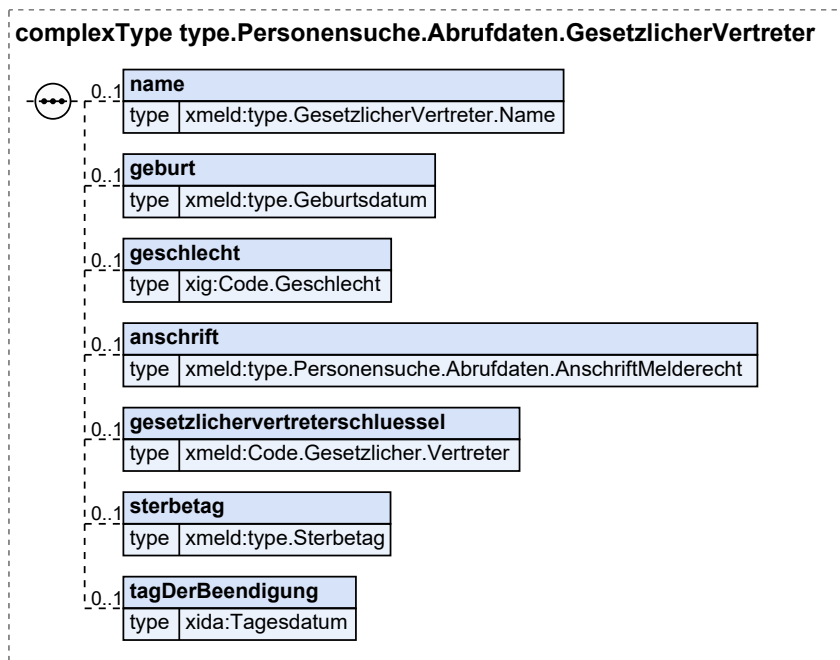 complexType type.Personensuche.Abrufdaten.GesetzlicherVertreter
0..1 name
type xmeld:type.GesetzlicherVertreter.Name
0..1 geburt
type xmeld:type.Geburtsdatum
0..1 geschlecht
type xig:Code.Geschlecht
0..1 anschrift
type xmeld:type.Personensuche.Abrufdaten.AnschriftMelderecht
0..1 gesetzlichervertreterschluessel
type xmeld:Code.Gesetzlicher.Vertreter
0..1 sterbetag
type xmeld:type.Sterbetag
0..1 tagDerBeendigung
type xida:Tagesdatum